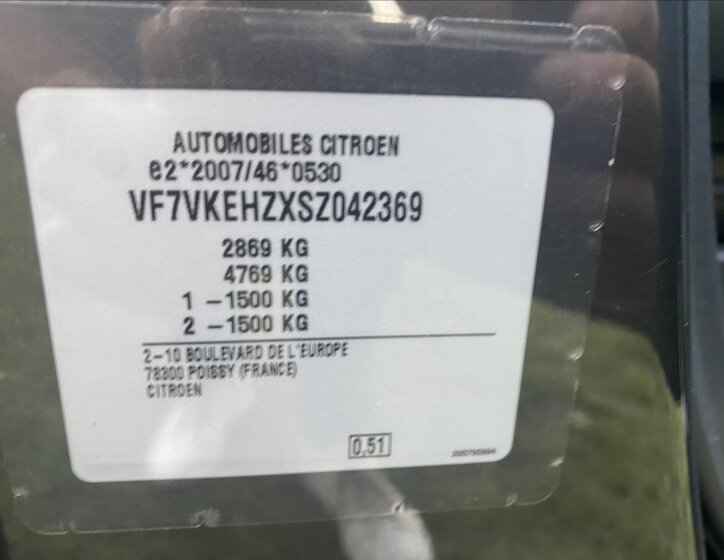 AUTOMOBILES CITROEN
e2*2007/46*0530
VF7VKEHZXSZ042369
2869 KG
4769 KG
1 -1500 KG
2 -1500 KG
2-10 BOULEVARD DE L'EUROPE
78300 POISSY (FRANCE)
CITROEN
0.51